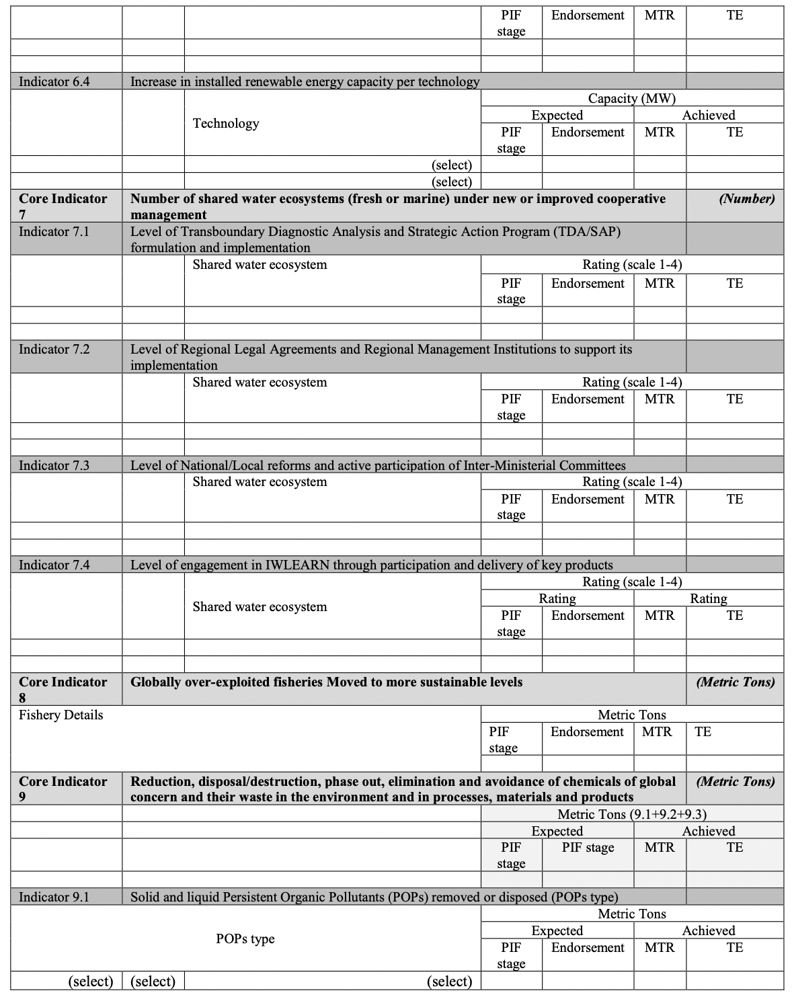 PIF Endorsement MTR TE
stage
Indicator 6.4 Increase in installed renewable energy capacity per technology
Capacity (MW)
Expected Achieved
Technology
PIF Endorsement MTR TE
stage
(select)
(select)
Core Indicator Number of shared water ecosystems (fresh or marine) under new or improved cooperative (Number)
7 management
Indicator 7.1 Level of Transboundary Diagnostic Analysis and Strategic Action Program (TDA/SAP)
formulation and implementation
Shared water ecosystem Rating (scale 1-4)
PIF Endorsement MTR TE
stage
Indicator 7.2 Level of Regional Legal Agreements and Regional Management Institutions to support its
implementation
Shared water ecosystem Rating (scale 1-4)
PIF Endorsement MTR TE
stage
Indicator 7.3 Level of National/Local reforms and active participation of Inter-Ministerial Committees
Shared water ecosystem Rating (scale 1-4)
PIF Endorsement MTR TE
stage
Indicator 7.4 Level of engagement in IWLEARN through participation and delivery of key products
Rating (scale 1-4)
Rating Rating
Shared water ecosystem
PIF Endorsement MTR TE
stage
Core Indicator Globally over-exploited fisheries Moved to more sustainable levels (Metric Tons)
8
Fishery Details Metric Tons
PIF Endorsement MTR TE
stage
Core Indicator Reduction, disposal/destruction, phase out, elimination and avoidance of chemicals of global (Metric Tons)
9 concern and their waste in the environment and in processes, materials and products
Metric Tons (9.1+9.2+9.3)
Expected Achieved
PIF PIF stage MTR TE
stage
Indicator 9.1 Solid and liquid Persistent Organic Pollutants (POPs) removed or disposed (POPs type)
Metric Tons
Expected Achieved
POPs type
PIF Endorsement MTR TE
stage
(select) (select) (select)